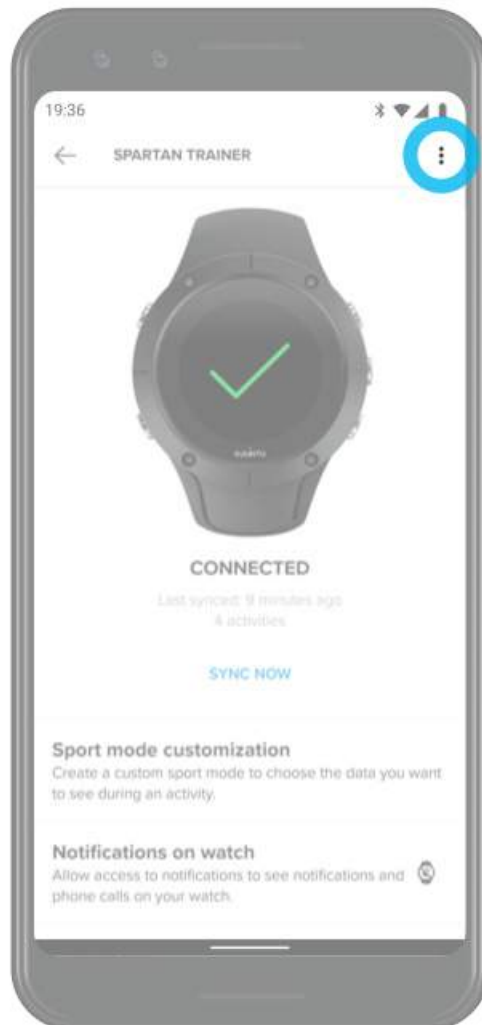 19:36
SPARTAN TRAINER
SUUNTO
CONNECTED
Last synced: 9 minutes ago
4 activities
SYNC NOW
Sport mode customization
Create a custom sport mode to choose the data you want
to see during an activity.
Notifications on watch
Allow access to notifications to see notifications and
phone calls on your watch.